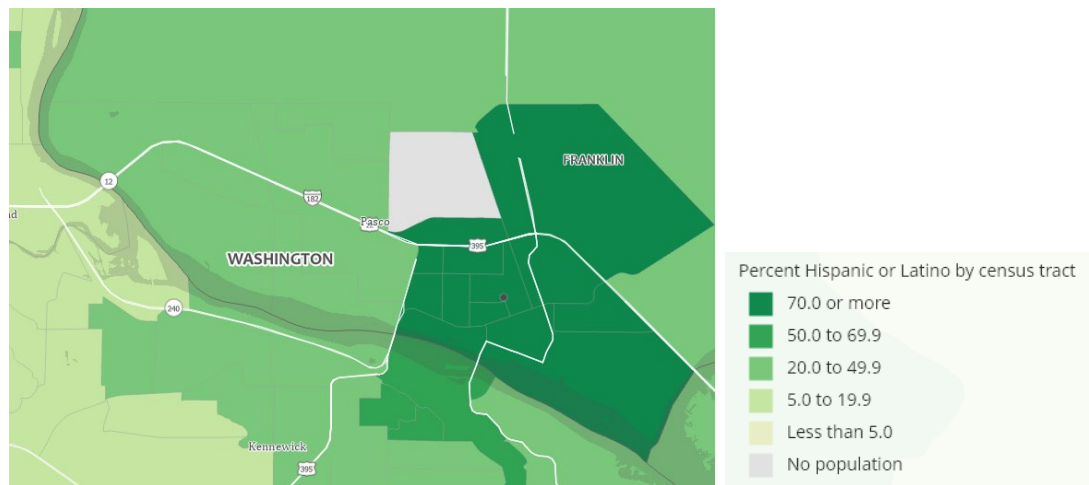 FRANKLIN
12
182
nd
Pasco
12
395
WASHINGTON
240
Kennewick
395
Percent Hispanic or Latino by census tract
70.0 or more
50.0 to 69.9
20.0 to 49.9
5.0 to 19.9
Less than 5.0
No population